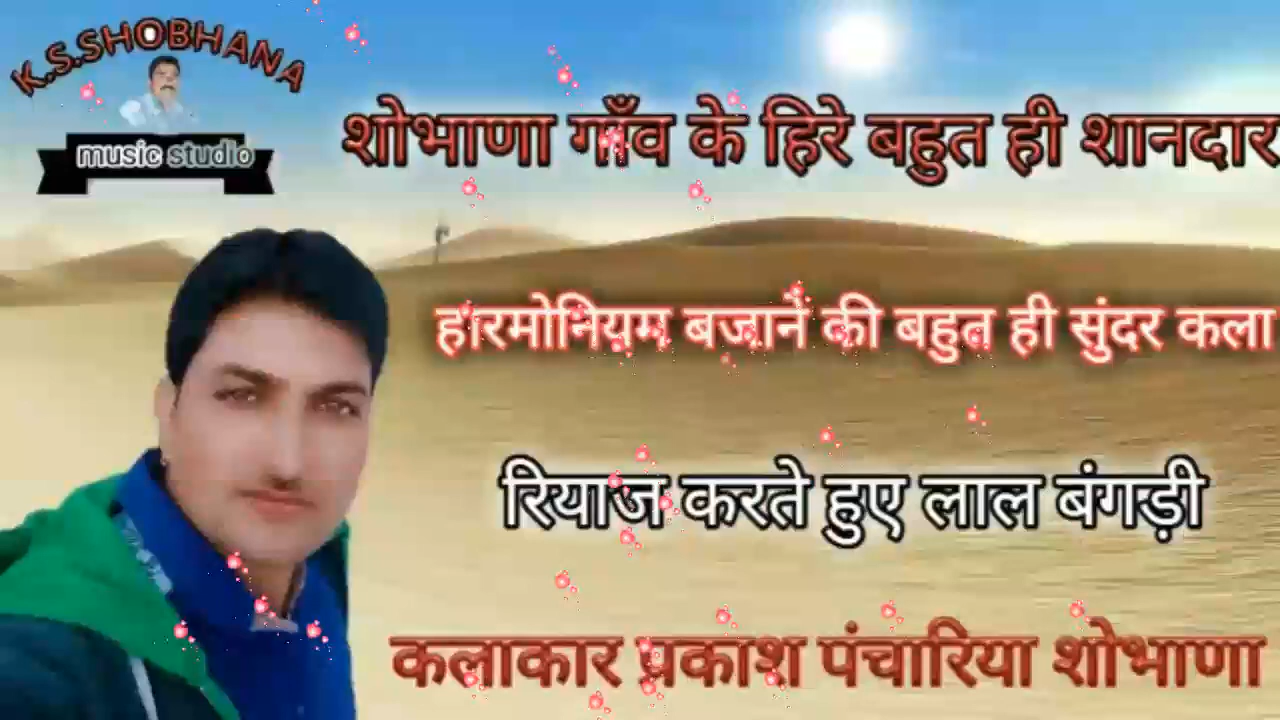 K.S.SHOBHANA
music studio
शोभाणा गाँव के हिरे बहुत ही शानदार
हारमोनियम बजाने की बहुत ही सुंदर कला
रियाज करते हुए लाल बंगड़ी
कलाकार प्रकाश पंचारिया शोभाणा